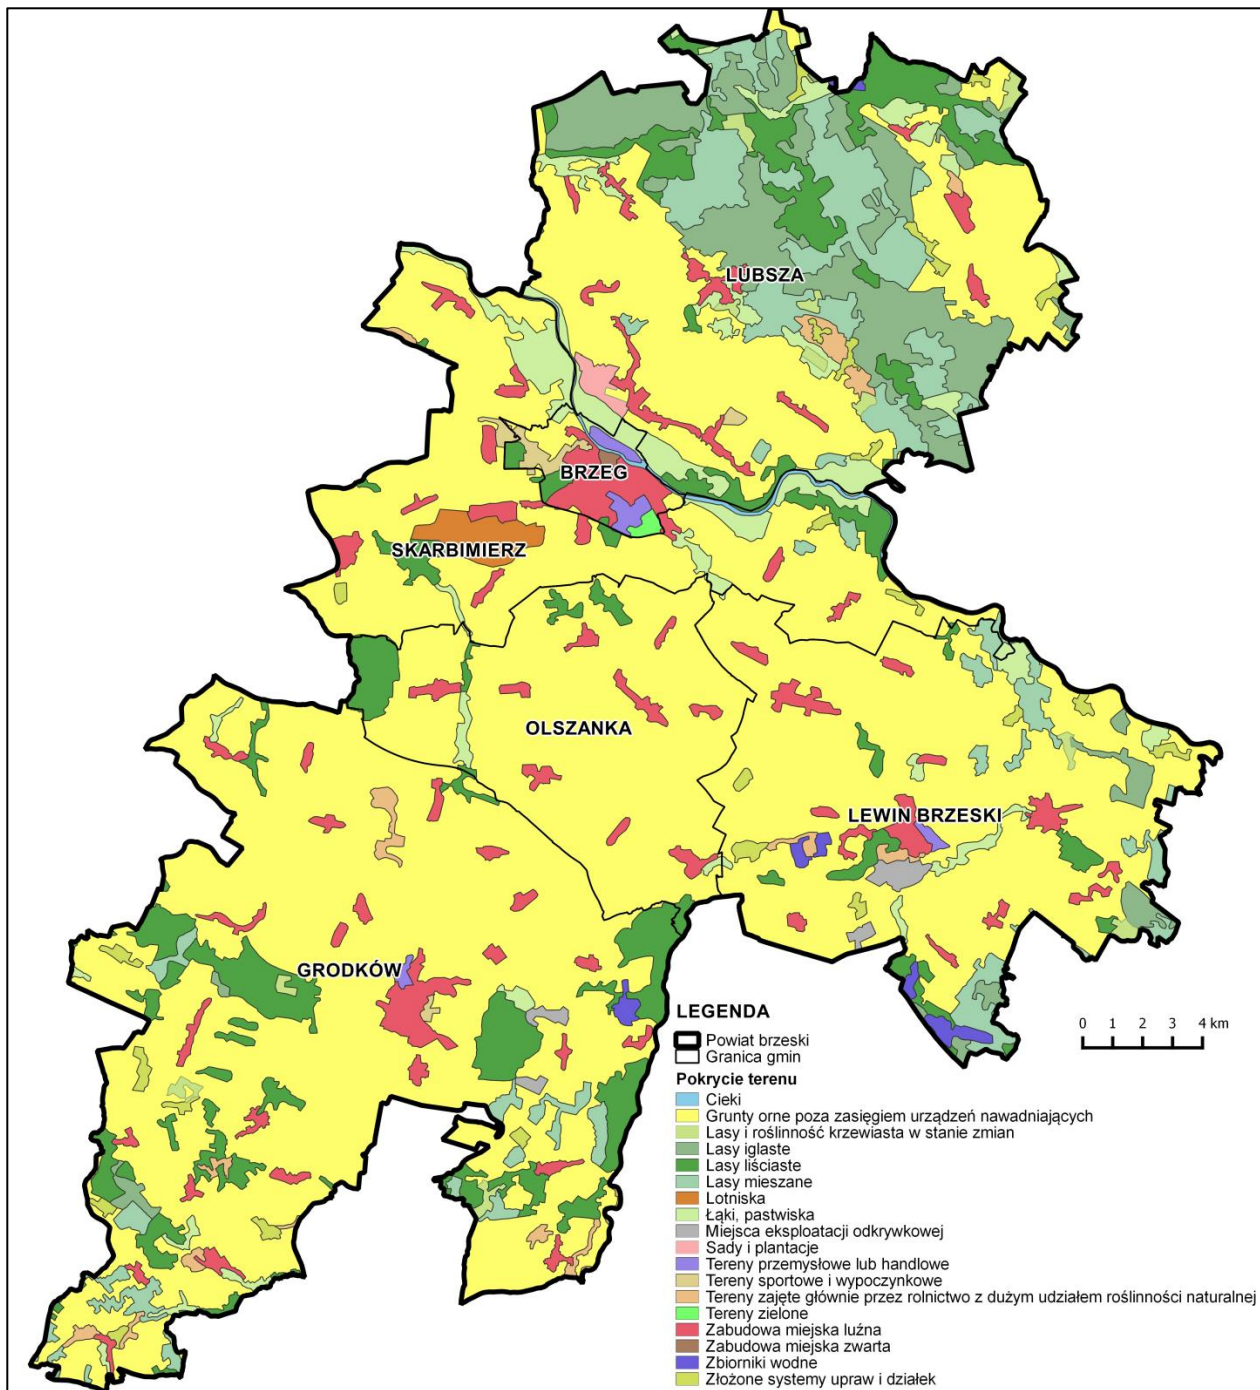 LUBSZA
BRZEG
SKARBIMIERZ
OLSZANKA
LEWIN BRZESKI
GRODKÓW
LEGENDA
Powiat brzeski
Granica gmin
Pokrycie terenu
Cieki
Grunty orne poza zasięgiem urządzeń nawadniających
Lasy i roślinność krzewiasta w stanie zmian
Lasy iglaste
Lasy liściaste
Lasy mieszane
Lotniska
Łąki, pastwiska
Miejsca eksploatacji odkrywkowej
Sady i plantacje
Tereny przemysłowe lub handlowe
Tereny sportowe i wypoczynkowe
Tereny zajęte głównie przez rolnictwo z dużym udziałem roślinności naturalnej
Tereny zielone
Zabudowa miejska luźna
Zabudowa miejska zwarta
Zbiorniki wodne
Złożone systemy upraw i działek
0 1 2 3 4 km